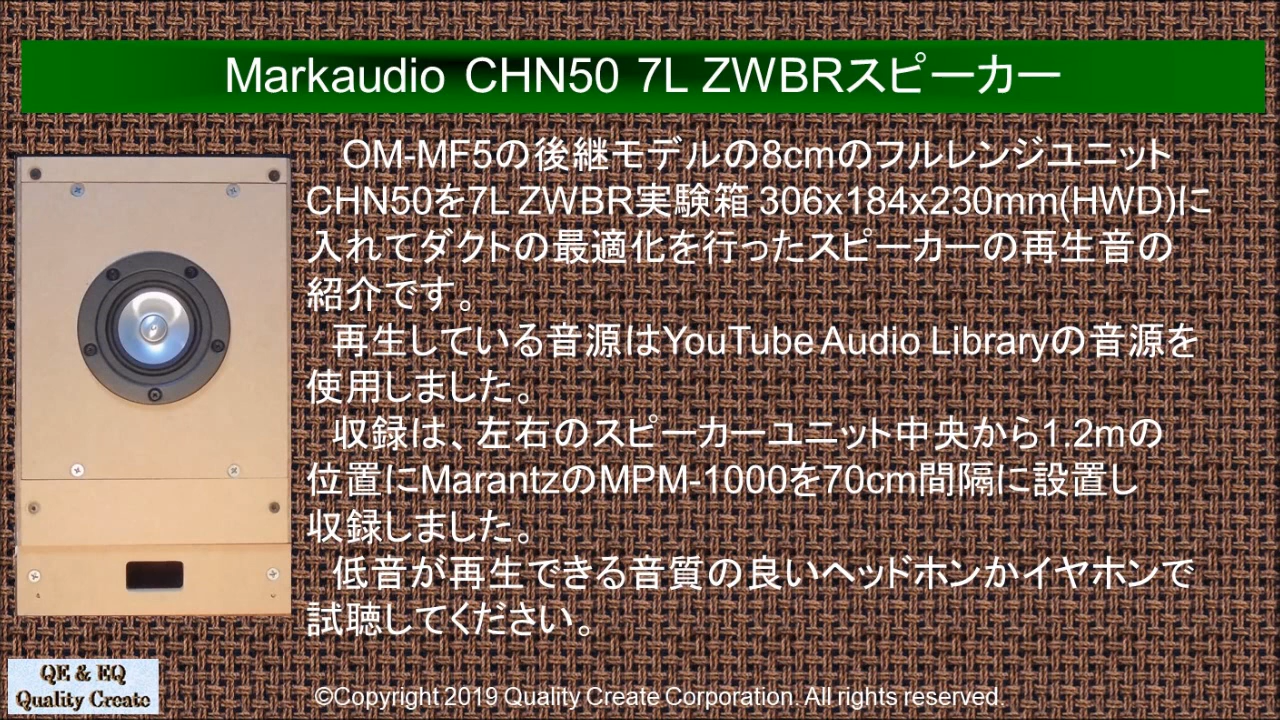 Markaudio CHN50 7L ZWBRスピーカー
OM-MF5の後継モデルの8cmのフルレンジユニット
CHN50を7L ZWBR実験箱 306x184x230mm(HWD)に
入れてダクトの最適化を行ったスピーカーの再生音の
紹介です。
再生している音源はYouTube Audio Libraryの音源を
使用しました。
収録は、左右のスピーカーユニット中央から1.2mの
位置にMarantzのMPM-1000を70cm間隔に設置し
収録しました。
低音が再生できる音質の良いヘッドホンかイヤホンで
試聴してください。
QE & EQ
Quality Create
©Copyright 2019 Quality Create Corporation. All rights reserved.